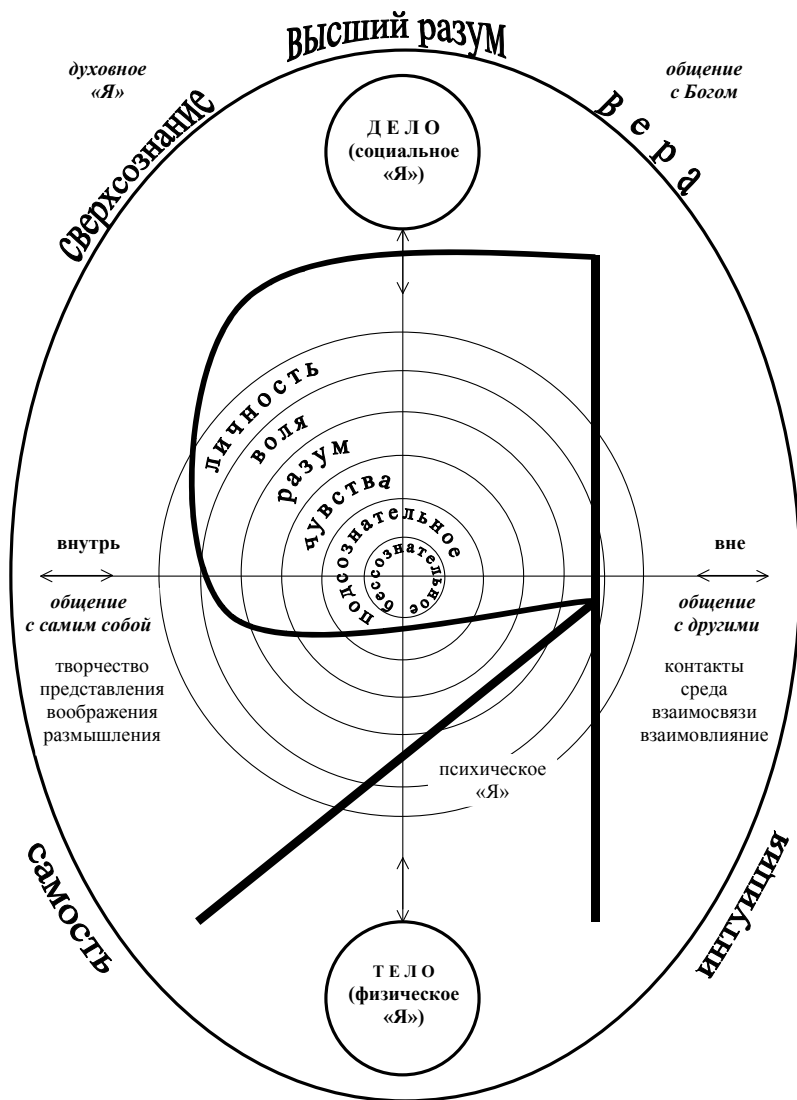 высший разум
духовное
«Я»
общение
с Богом
сверхсознание
вера
ДЕЛО
(социальное
«Я»)
Я
личность
воля
разум
чувства
подсознательное
бессознательное
внутрь
вне
общение
с самим собой
общение
с другими
творчество
представления
воображения
размышления
контакты
среда
взаимосвязи
взаимовлияние
психическое
«Я»
самость
интуиция
ТЕЛО
(физическое
«Я»)